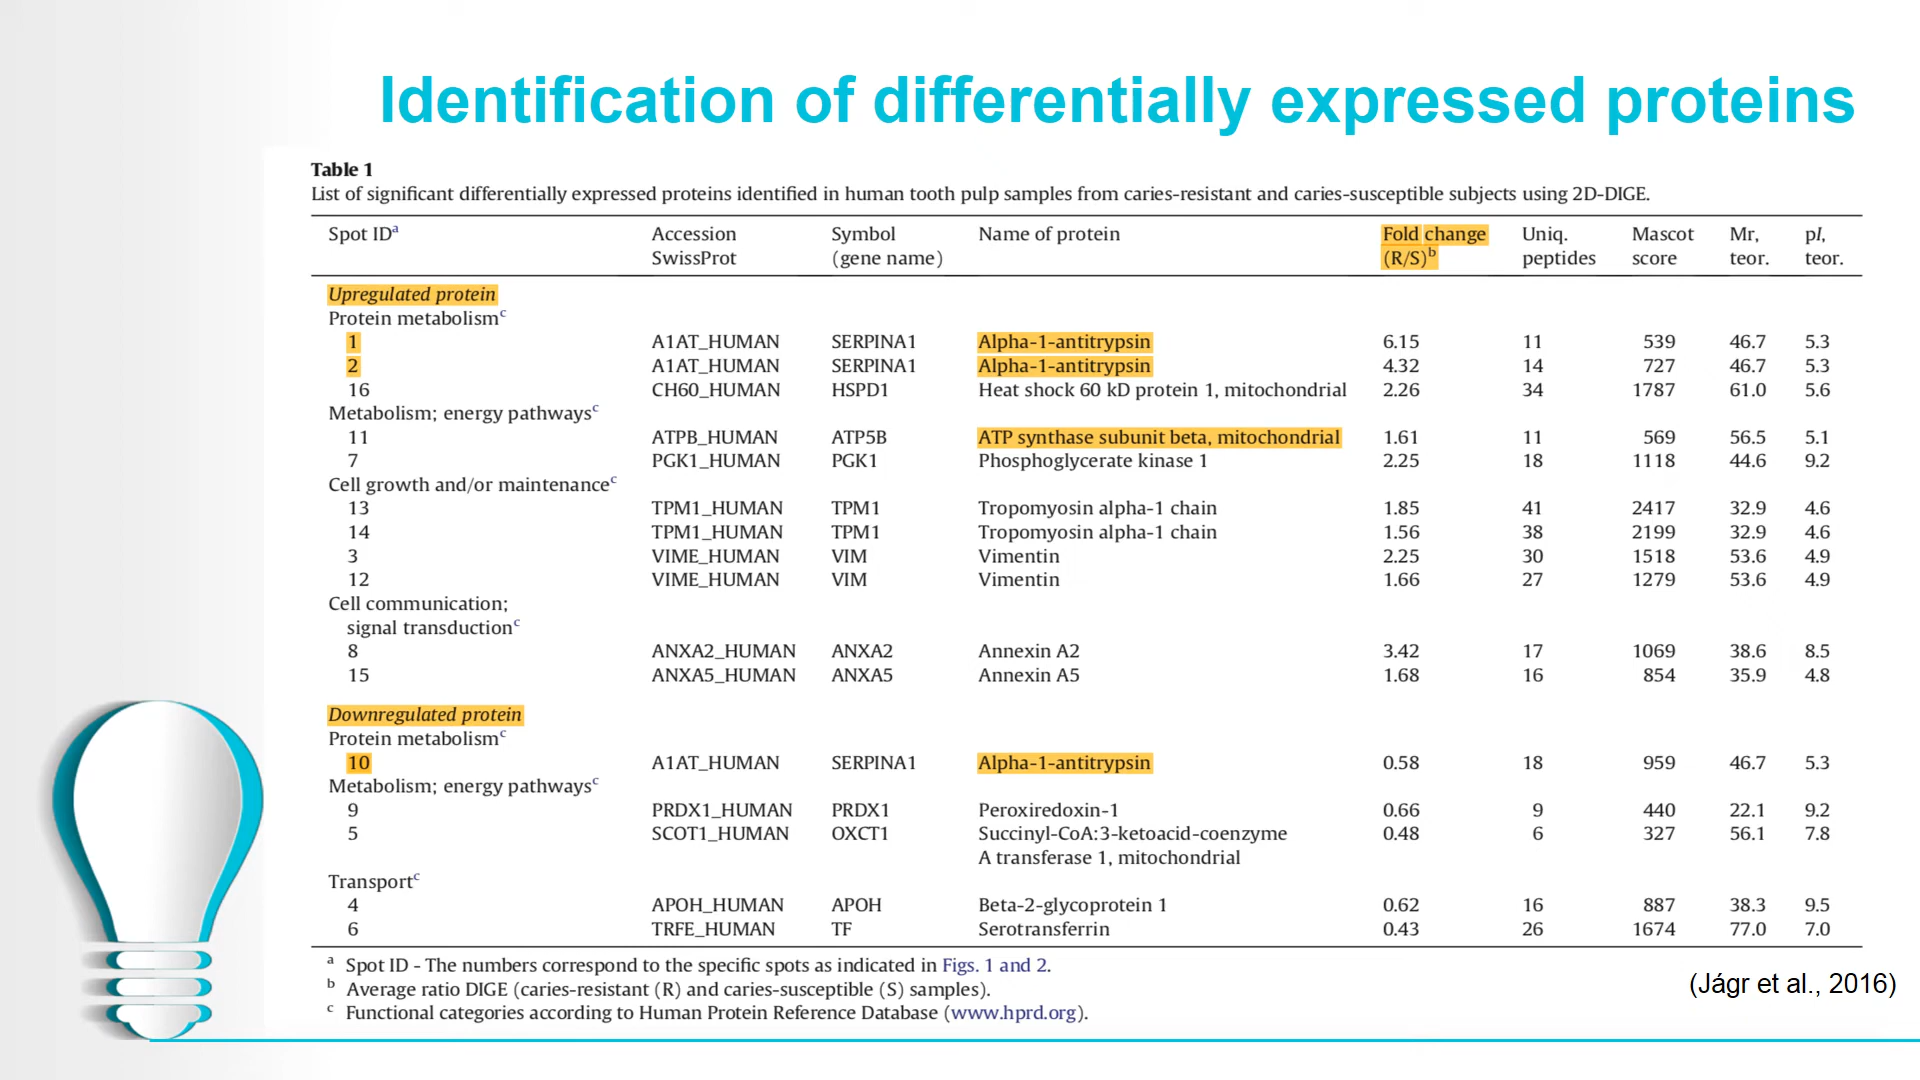 Identification of differentially expressed proteins
Table 1
List of significant differentially expressed proteins identified in human tooth pulp samples from caries-resistant and caries-susceptible subjects using 2D-DIGE.
Spot IDa Accession Symbol Name of protein Fold change Uniq. Mascot Mr, pI,
SwissProt (gene name) (R/S)b peptides score teor. teor.
Upregulated protein
Protein metabolismc
1 A1AT_HUMAN SERPINA1 Alpha-1-antitrypsin 6.15 11 539 46.7 5.3
2 A1AT_HUMAN SERPINA1 Alpha-1-antitrypsin 4.32 14 727 46.7 5.3
16 CH60_HUMAN HSPD1 Heat shock 60 kD protein 1, mitochondrial 2.26 34 1787 61.0 5.6
Metabolism; energy pathwaysc
11 ATPB_HUMAN ATP5B ATP synthase subunit beta, mitochondrial 1.61 11 569 56.5 5.1
7 PGK1_HUMAN PGK1 Phosphoglycerate kinase 1 2.25 18 1118 44.6 9.2
Cell growth and/or maintenancec
13 TPM1_HUMAN TPM1 Tropomyosin alpha-1 chain 1.85 41 2417 32.9 4.6
14 TPM1_HUMAN TPM1 Tropomyosin alpha-1 chain 1.56 38 2199 32.9 4.6
3 VIME_HUMAN VIM Vimentin 2.25 30 1518 53.6 4.9
12 VIME_HUMAN VIM Vimentin 1.66 27 1279 53.6 4.9
Cell communication;
signal transductionc
8 ANXA2_HUMAN ANXA2 Annexin A2 3.42 17 1069 38.6 8.5
15 ANXA5_HUMAN ANXA5 Annexin A5 1.68 16 854 35.9 4.8
Downregulated protein
Protein metabolismc
10 A1AT_HUMAN SERPINA1 Alpha-1-antitrypsin 0.58 18 959 46.7 5.3
Metabolism; energy pathwaysc
9 PRDX1_HUMAN PRDX1 Peroxiredoxin-1 0.66 9 440 22.1 9.2
5 SCOT1_HUMAN OXCT1 Succinyl-CoA:3-ketoacid-coenzyme 0.48 6 327 56.1 7.8
A transferase 1, mitochondrial
Transportc
4 APOH_HUMAN APOH Beta-2-glycoprotein 1 0.62 16 887 38.3 9.5
6 TRFE_HUMAN TF Serotransferrin 0.43 26 1674 77.0 7.0
a Spot ID - The numbers correspond to the specific spots as indicated in Figs. 1 and 2.
b Average ratio DIGE (caries-resistant (R) and caries-susceptible (S) samples).
c Functional categories according to Human Protein Reference Database (www.hprd.org).
(Jágr et al., 2016)